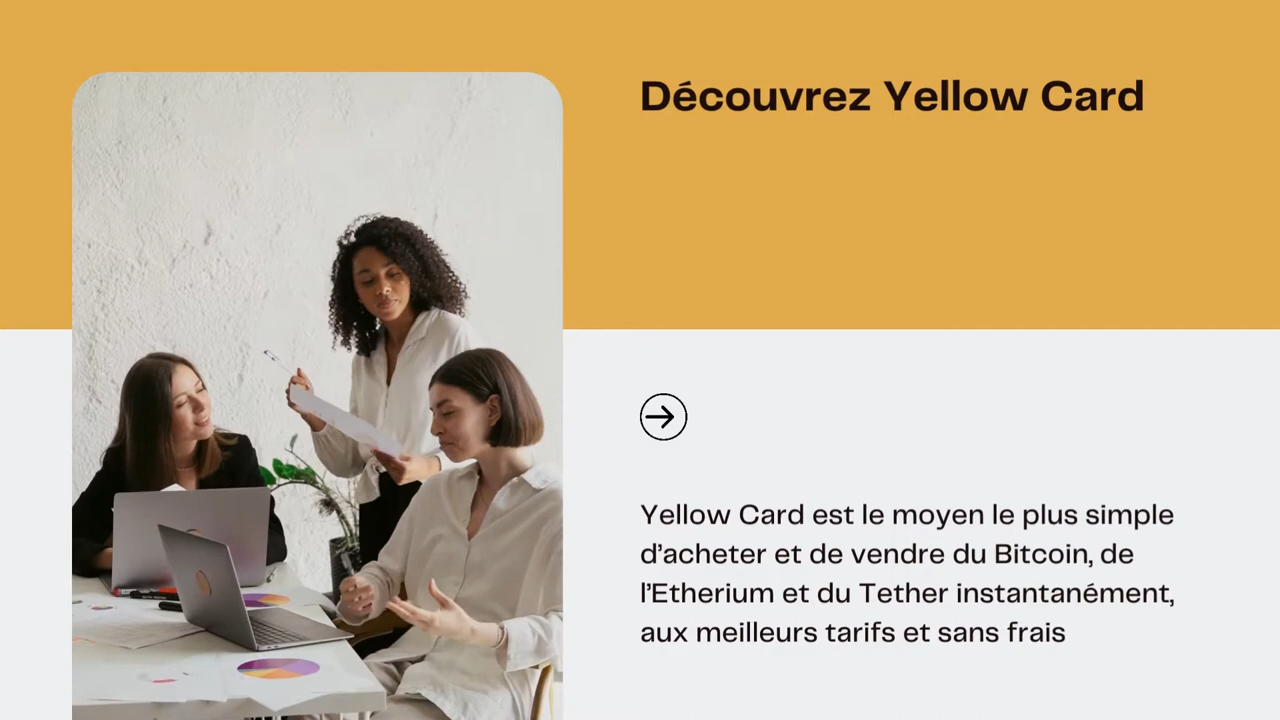 Découvrez Yellow Card
Yellow Card est le moyen le plus simple
d’acheter et de vendre du Bitcoin, de
l’Etherium et du Tether instantanément,
aux meilleurs tarifs et sans frais